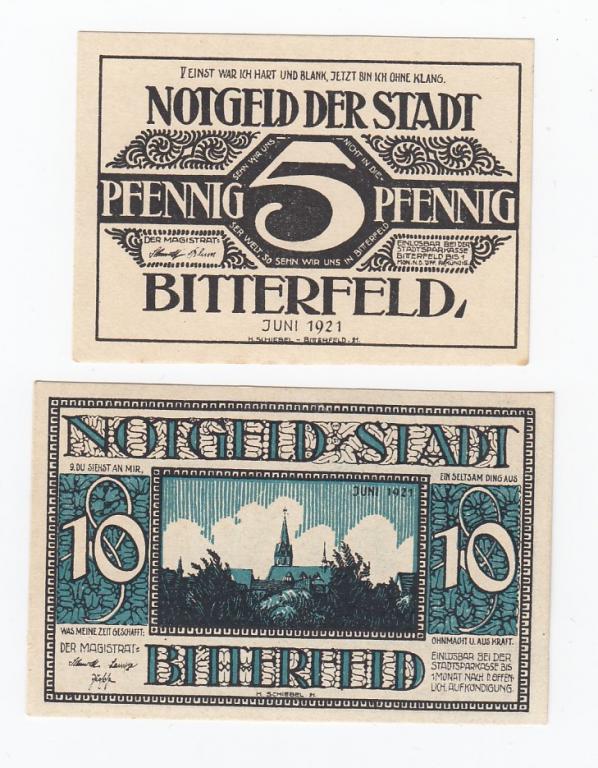 V EINST WAR ICH HART UND BLANK, JETZT BIN ICH OHNE KLANG.
NOTGELD DER STADT
SEHN WIR UNS NICHT IN DIE-
PFENNIG 5 PFENNIG
SER WELT, SO SEHN WIR UNS IN BITTERFELD
DER MAGISTRAT:
EINLÖSBAR BEI DER
STADTSPARKASSE
BITTERFELD BIS 1
MON. N. D. ÖFF. AUFKÜNDIG.
BITTERFELD
JUNI 1921
H. SCHIEBEL - BITTERFELD - 21.
NOTGELD STADT
9. DU SIEHST AN MIR,
EIN SELTSAM DING AUS
JUNI 1921
10
10
WAS MEINE ZEIT GESCHAFFT:
OHNMACHT U. AUS KRAFT.
DER MAGISTRAT:
BITTERFELD
EINLÖSBAR BEI DER
STADTSPARKASSE BIS
1 MONAT NACH D. ÖFFEN
LICH. AUFKÜNDIGUNG.
H. SCHIEBEL 21.